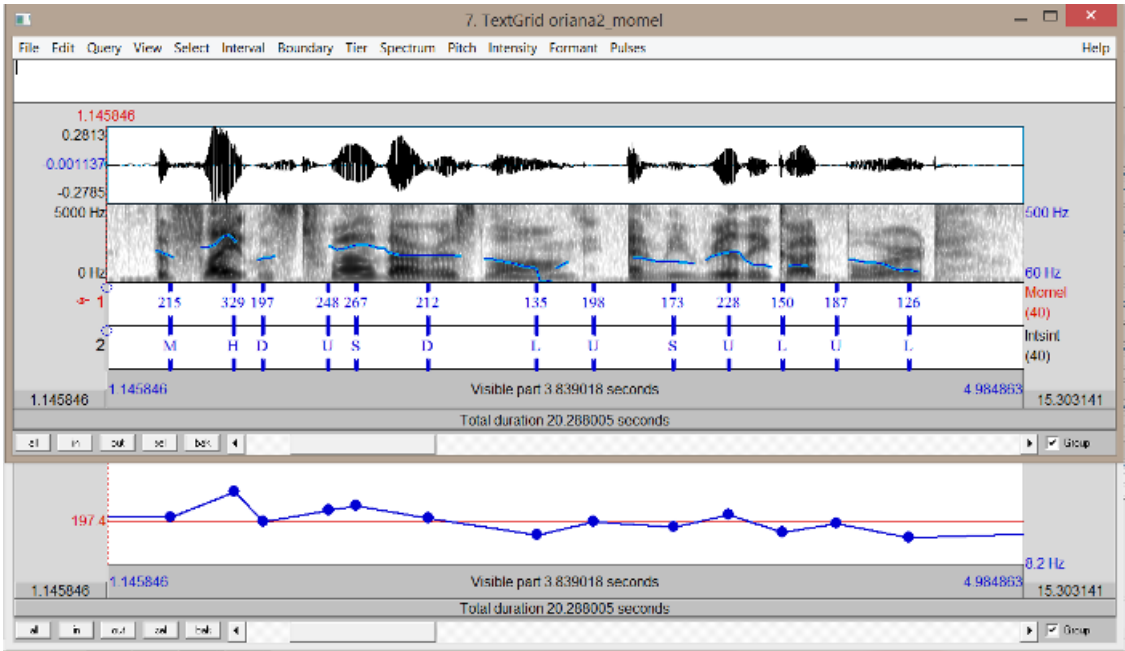 7. TextGrid oriana2_momel
File Edit Query View Select Interval Boundary Tier Spectrum Pitch Intensity Formant Pulses Help
1.145846
0.2813
-0.001137
-0.2785
5000 Hz 500 Hz
0 Hz 60 Hz
1 215 329 197 248 267 212 135 198 173 228 150 187 126 Momel
(40)
2 M H D U S D L U S U L U L Intsint
(40)
1.145846 1.145846 Visible part 3.839018 seconds 4.984863 15.303141
Total duration 20.288005 seconds
all in out sel bak Group
197.4
8.2 Hz
1.145846 1.145846 Visible part 3.839018 seconds 4.984863 15.303141
Total duration 20.288005 seconds
all in out sel bak Group